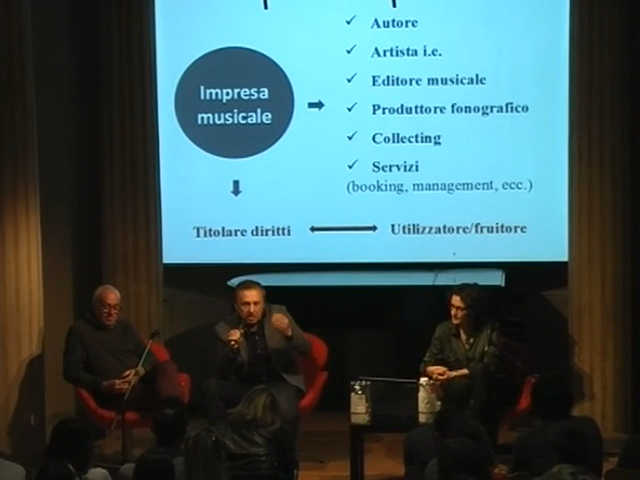 Autore
Artista i.e.
Editore musicale
Impresa
musicale
Produttore fonografico
Collecting
Servizi
(booking, management, ecc.)
Titolare diritti
Utilizzatore/fruitore